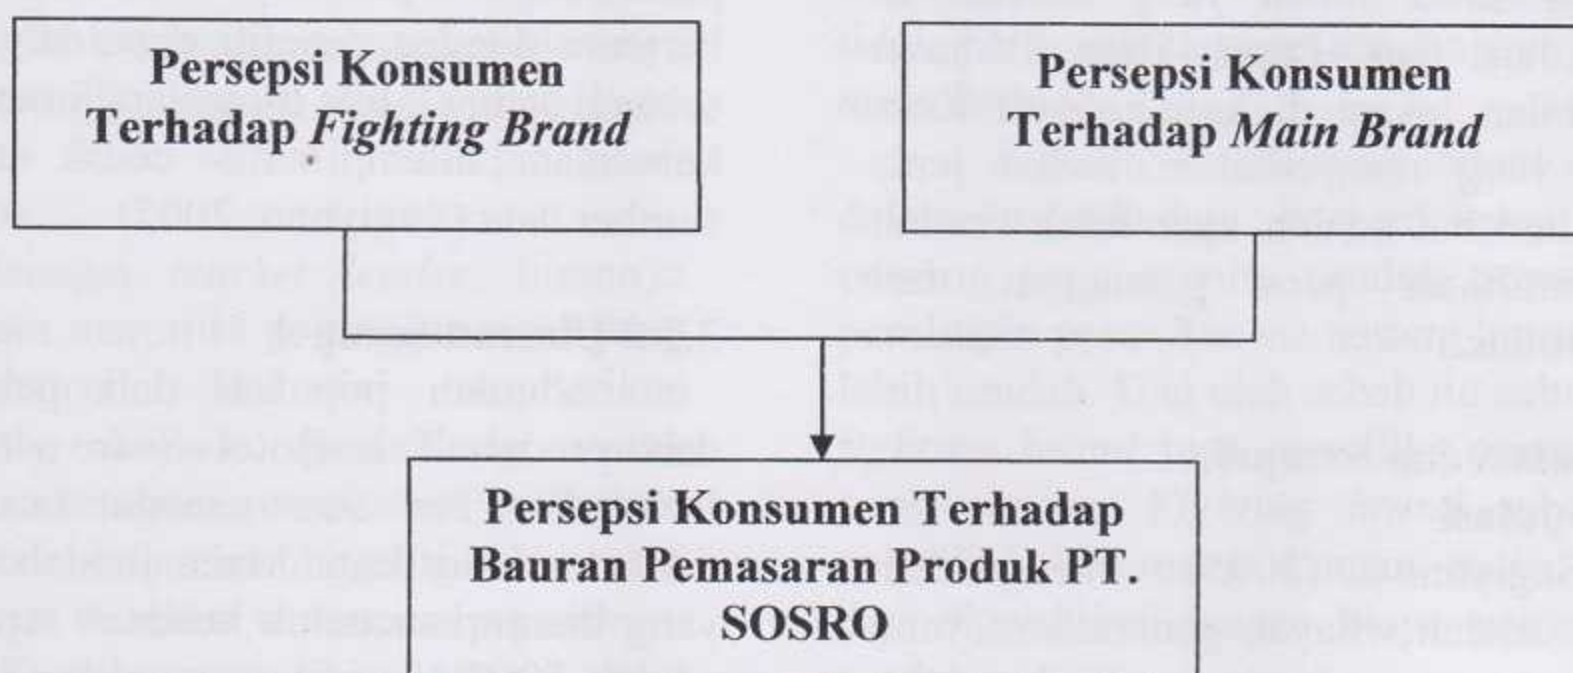 Persepsi Konsumen
Terhadap Fighting Brand
Persepsi Konsumen
Terhadap Main Brand
Persepsi Konsumen Terhadap
Bauran Pemasaran Produk PT.
SOSRO